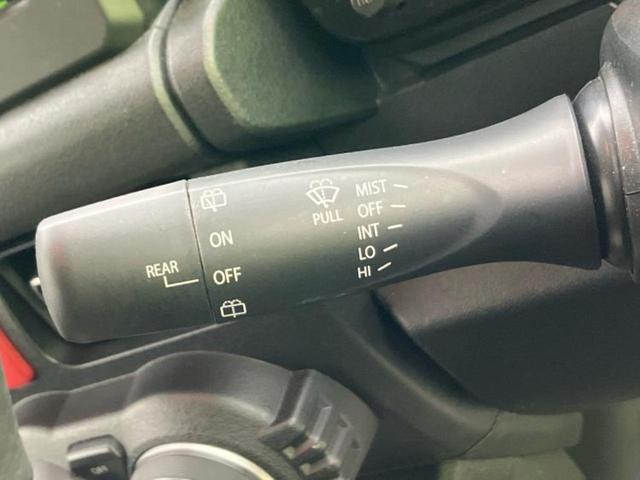 MIST
OFF
PULL
INT
LO
HI
ON
REAR
OFF